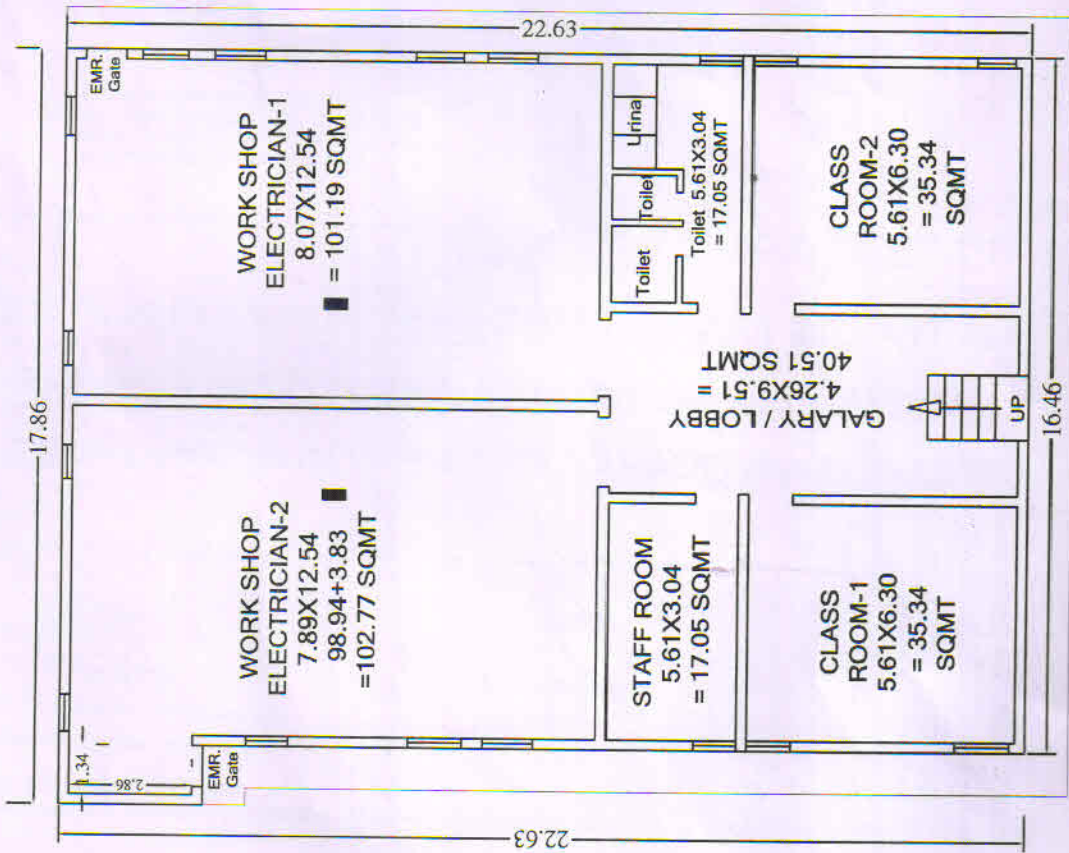 22.63
17.86
EMR.
Gate
WORK SHOP
ELECTRICIAN-1
8.07X12.54
= 101.19 SQMT
WORK SHOP
ELECTRICIAN-2
7.89X12.54
98.94+3.83
=102.77 SQMT
1.34
2.86
EMR.
Gate
Urina
Toilet
Toilet
Toilet 5.61X3.04
= 17.05 SQMT
STAFF ROOM
5.61X3.04
= 17.05 SQMT
GALARY / LOBBY
4.26X9.51 =
40.51 SQMT
CLASS
ROOM-2
5.61X6.30
= 35.34
SQMT
CLASS
ROOM-1
5.61X6.30
= 35.34
SQMT
UP
16.46
22.63